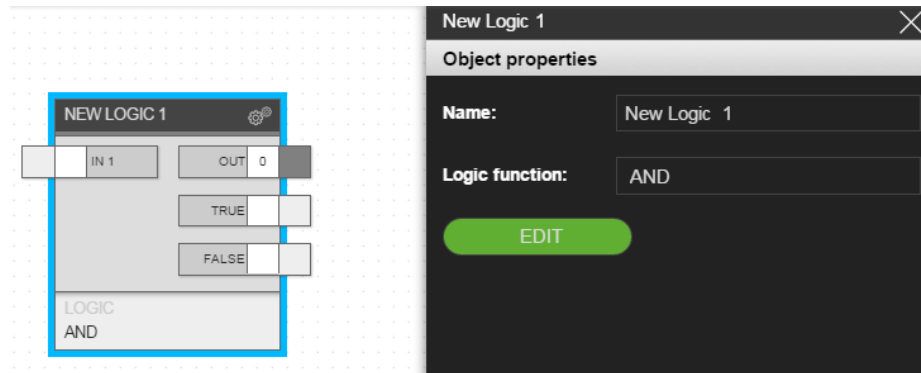 NEW LOGIC 1
IN 1
OUT 0
TRUE
FALSE
LOGIC
AND
New Logic 1
Object properties
Name: New Logic 1
Logic function: AND
EDIT